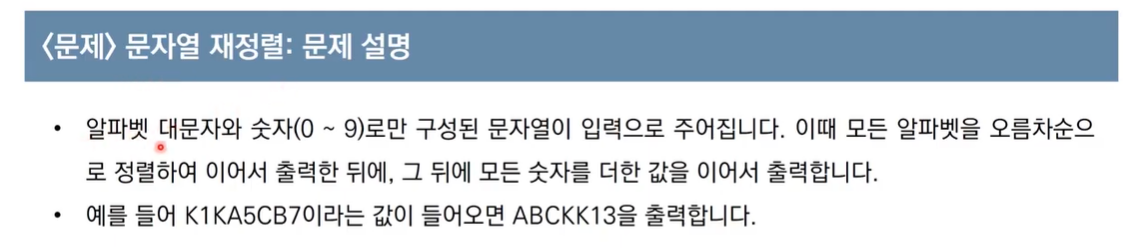 <문제> 문자열 재정렬: 문제 설명
• 알파벳 대문자와 숫자(0 ~ 9)로만 구성된 문자열이 입력으로 주어집니다. 이때 모든 알파벳을 오름차순으
로 정렬하여 이어서 출력한 뒤에, 그 뒤에 모든 숫자를 더한 값을 이어서 출력합니다.
• 예를 들어 K1KA5CB7이라는 값이 들어오면 ABCKK13을 출력합니다.